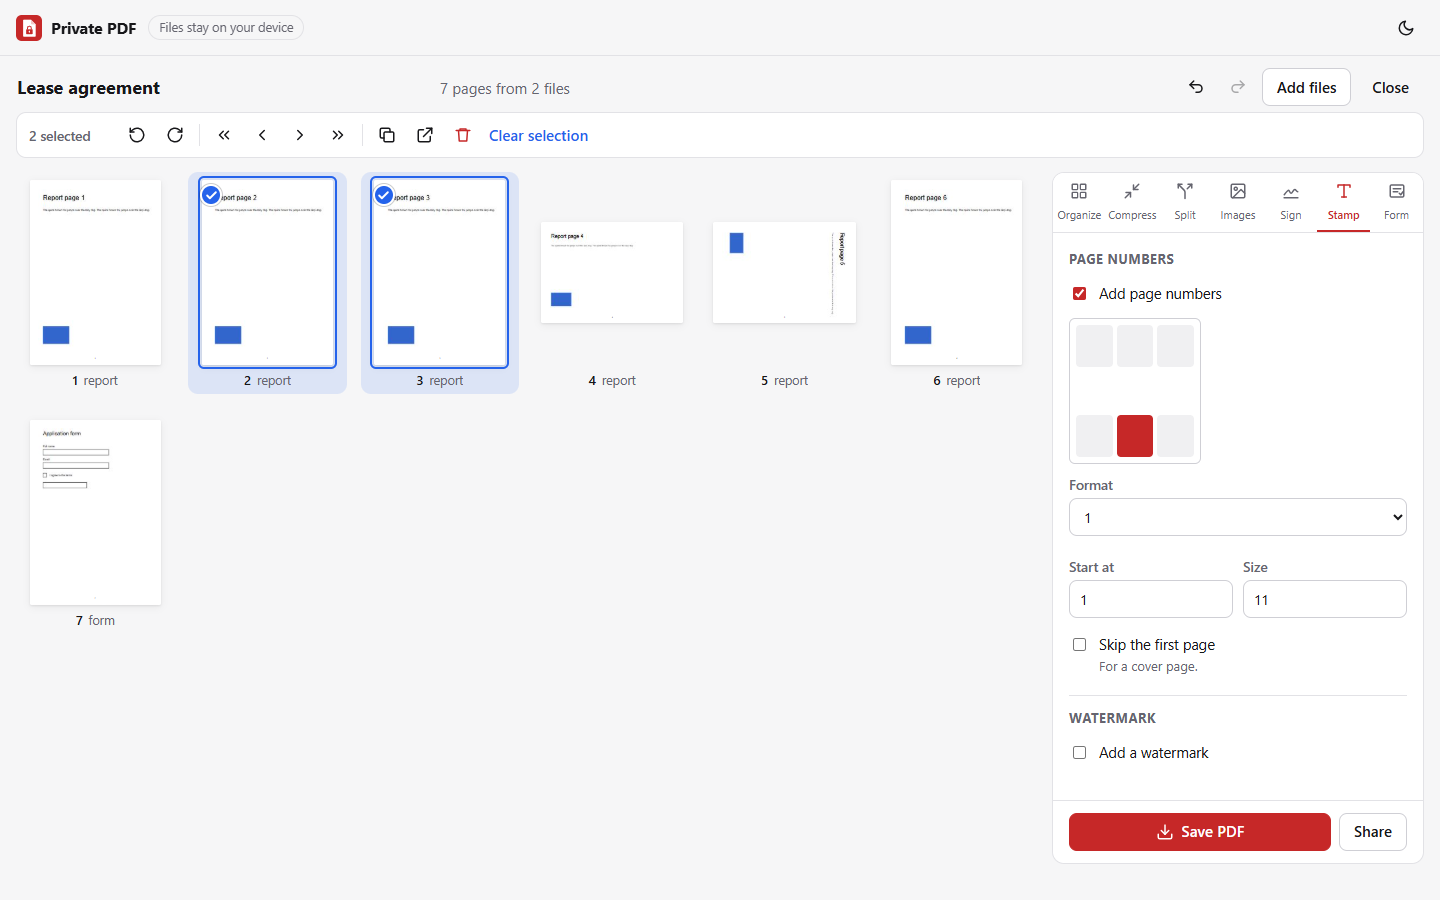 Private PDF
Files stay on your device
Lease agreement
7 pages from 2 files
Add files
Close
2 selected
Clear selection
Report page 1
1 report
port page 2
2 report
port page 3
3 report
Report page 4
4 report
Report page 5
5 report
Report page 6
6 report
Application form
7 form
Organize
Compress
Split
Images
Sign
Stamp
Form
PAGE NUMBERS
Add page numbers
Format
1
Start at
Size
1
11
Skip the first page
For a cover page.
WATERMARK
Add a watermark
Save PDF
Share